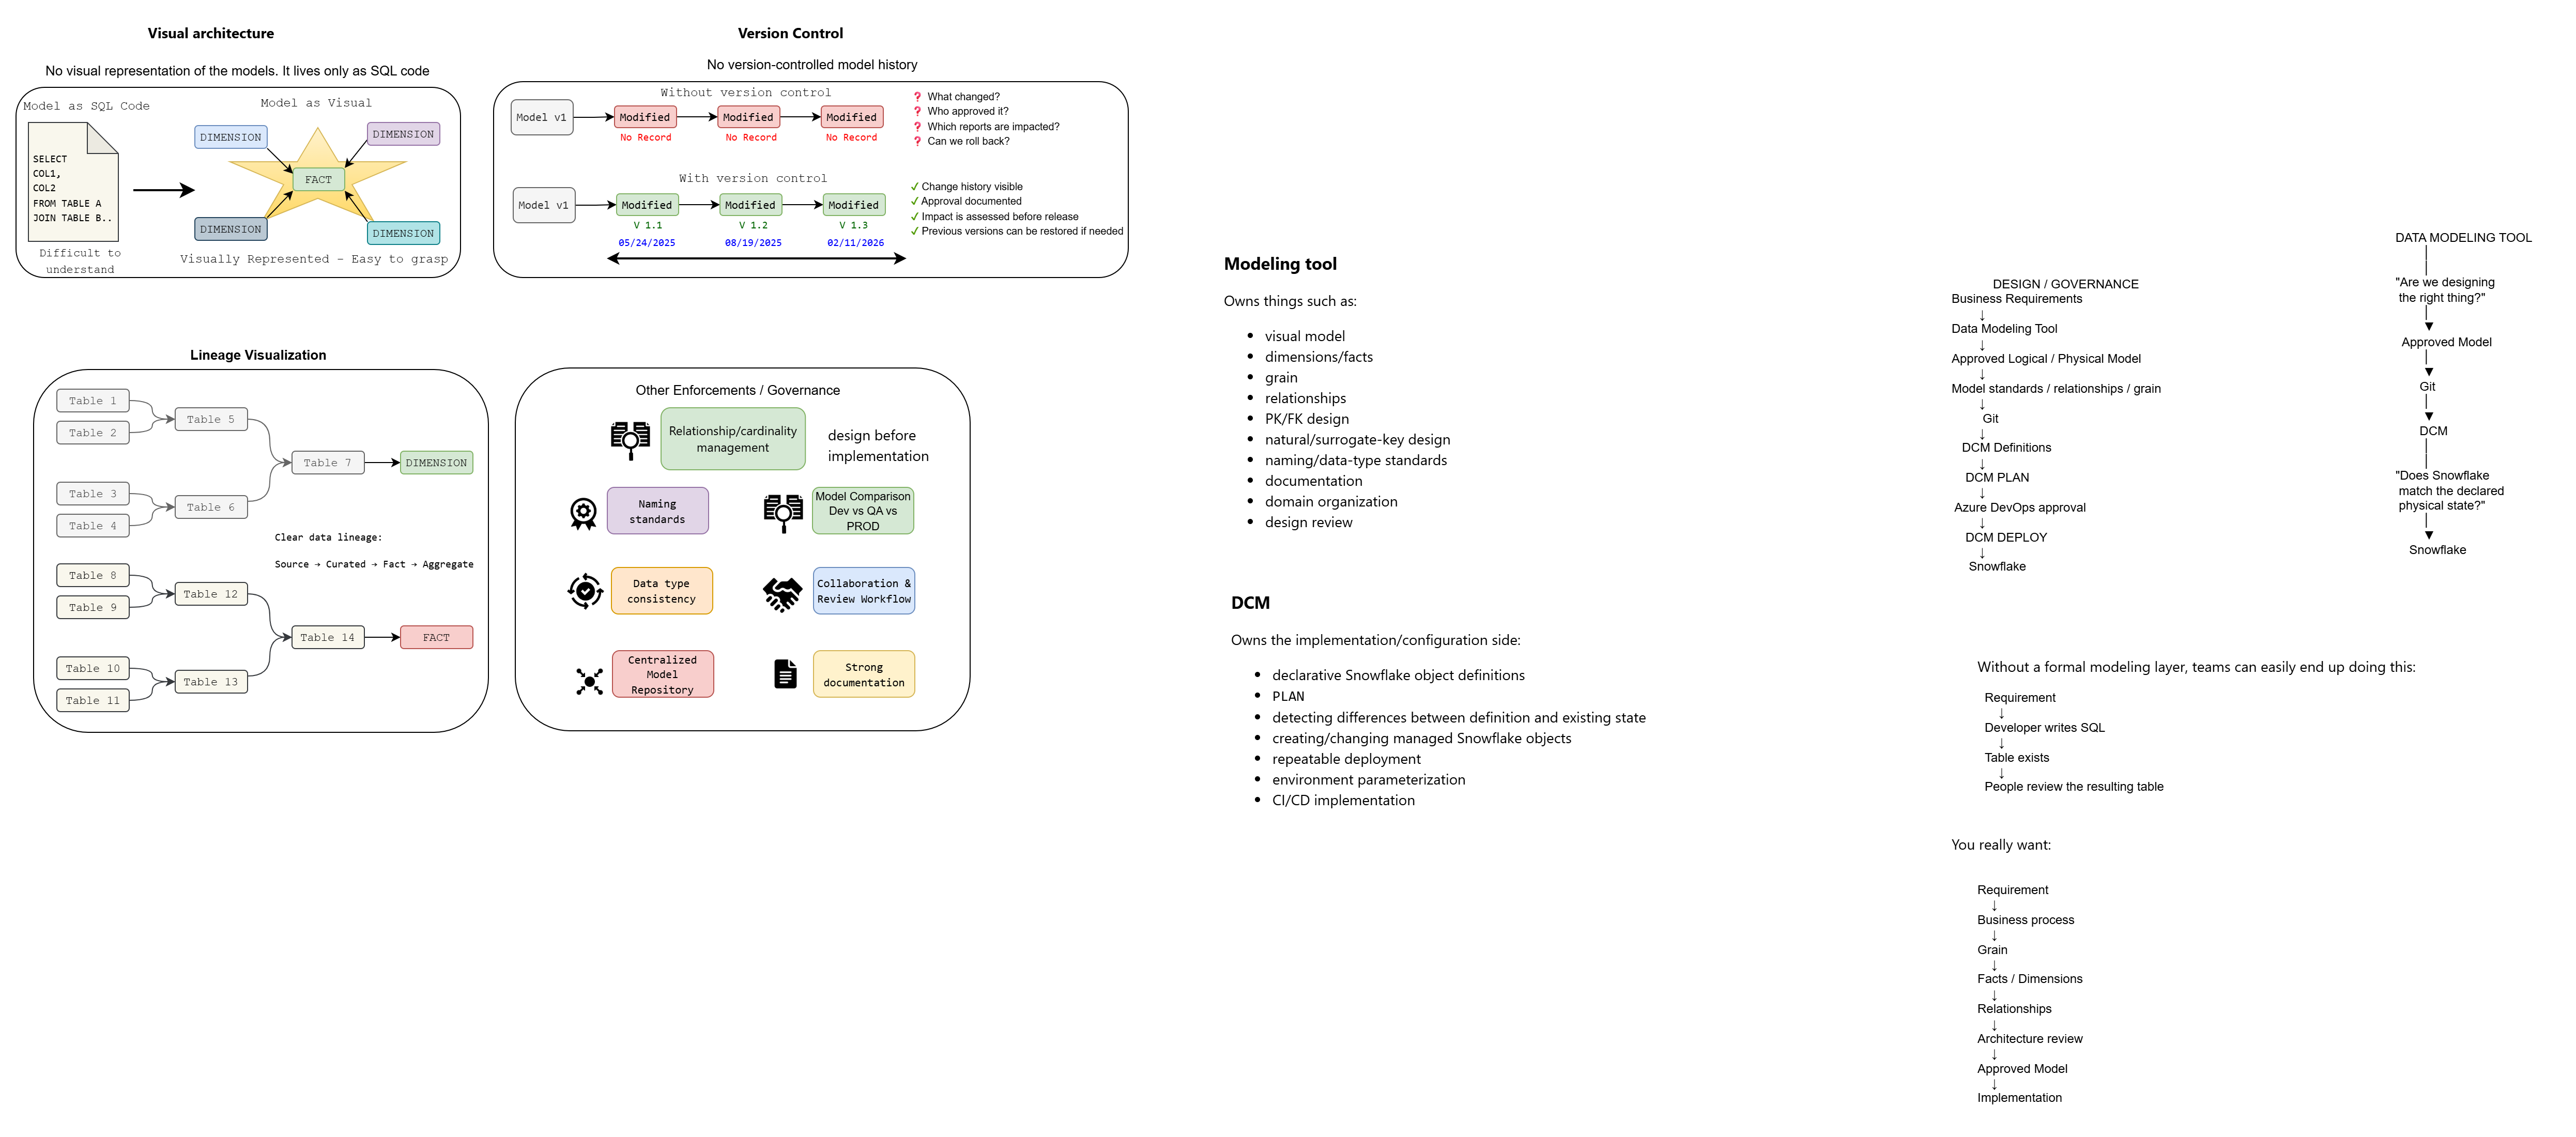 Visual architecture
No visual representation of the models. It lives only as SQL code
Model as SQL Code
Model as Visual
SELECT
COL1,
COL2
FROM TABLE A
JOIN TABLE B..
DIMENSION
DIMENSION
FACT
DIMENSION
DIMENSION
Difficult to
understand
Visually Represented - Easy to grasp
Version Control
No version-controlled model history
Without version control
Model v1
Modified
Modified
Modified
No Record
No Record
No Record
❓ What changed?
❓ Who approved it?
❓ Which reports are impacted?
❓ Can we roll back?
With version control
Model v1
Modified
Modified
Modified
V 1.1
V 1.2
V 1.3
05/24/2025
08/19/2025
02/11/2026
✓ Change history visible
✓ Approval documented
✓ Impact is assessed before release
✓ Previous versions can be restored if needed
Lineage Visualization
Table 1
Table 2
Table 5
Table 3
Table 4
Table 6
Table 7
DIMENSION
Clear data lineage:
Source → Curated → Fact → Aggregate
Table 8
Table 9
Table 12
Table 10
Table 11
Table 13
Table 14
FACT
Other Enforcements / Governance
Relationship/cardinality
management
design before
implementation
Naming
standards
Model Comparison
Dev vs QA vs
PROD
Data type
consistency
Collaboration &
Review Workflow
Centralized
Model
Repository
Strong
documentation
Modeling tool
Owns things such as:
• visual model
• dimensions/facts
• grain
• relationships
• PK/FK design
• natural/surrogate-key design
• naming/data-type standards
• documentation
• domain organization
• design review
DCM
Owns the implementation/configuration side:
• declarative Snowflake object definitions
• PLAN
• detecting differences between definition and existing state
• creating/changing managed Snowflake objects
• repeatable deployment
• environment parameterization
• CI/CD implementation
DESIGN / GOVERNANCE
Business Requirements
↓
Data Modeling Tool
↓
Approved Logical / Physical Model
↓
Model standards / relationships / grain
↓
Git
↓
DCM Definitions
↓
DCM PLAN
↓
Azure DevOps approval
↓
DCM DEPLOY
↓
Snowflake
DATA MODELING TOOL
"Are we designing
the right thing?"
▼
Approved Model
▼
Git
▼
DCM
"Does Snowflake
match the declared
physical state?"
▼
Snowflake
Without a formal modeling layer, teams can easily end up doing this:
Requirement
↓
Developer writes SQL
↓
Table exists
↓
People review the resulting table
You really want:
Requirement
↓
Business process
↓
Grain
↓
Facts / Dimensions
↓
Relationships
↓
Architecture review
↓
Approved Model
↓
Implementation